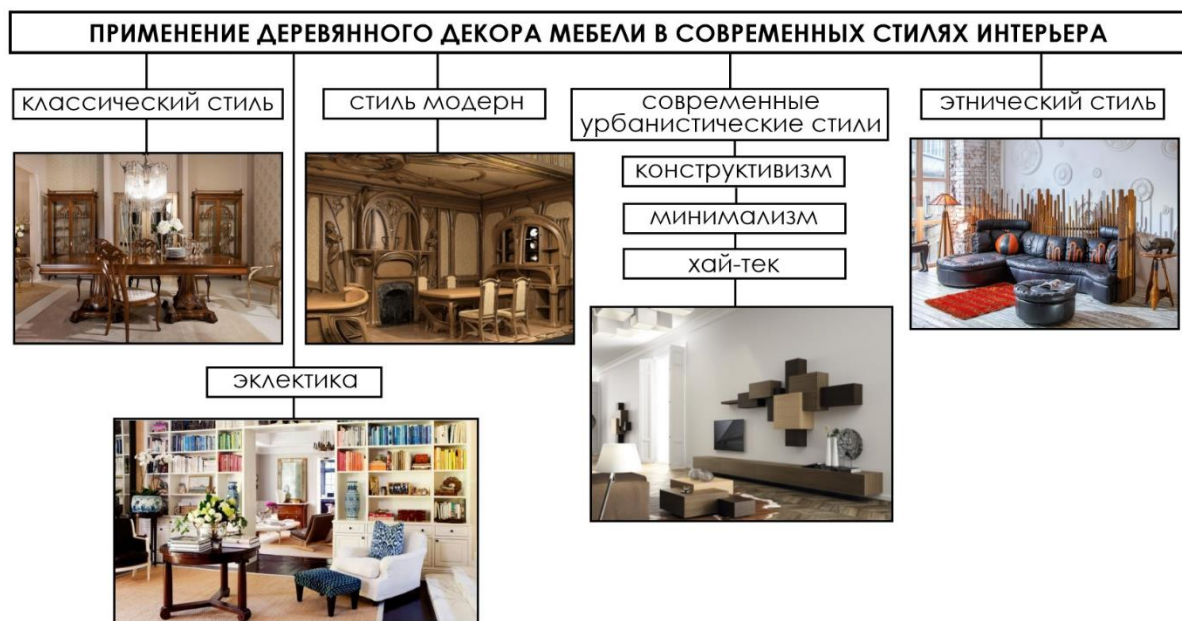 ПРИМЕНЕНИЕ ДЕРЕВЯННОГО ДЕКОРА МЕБЕЛИ В СОВРЕМЕННЫХ СТИЛЯХ ИНТЕРЬЕРА
классический стиль
стиль модерн
современные
урбанистические стили
этнический стиль
конструктивизм
минимализм
хай-тек
эклектика